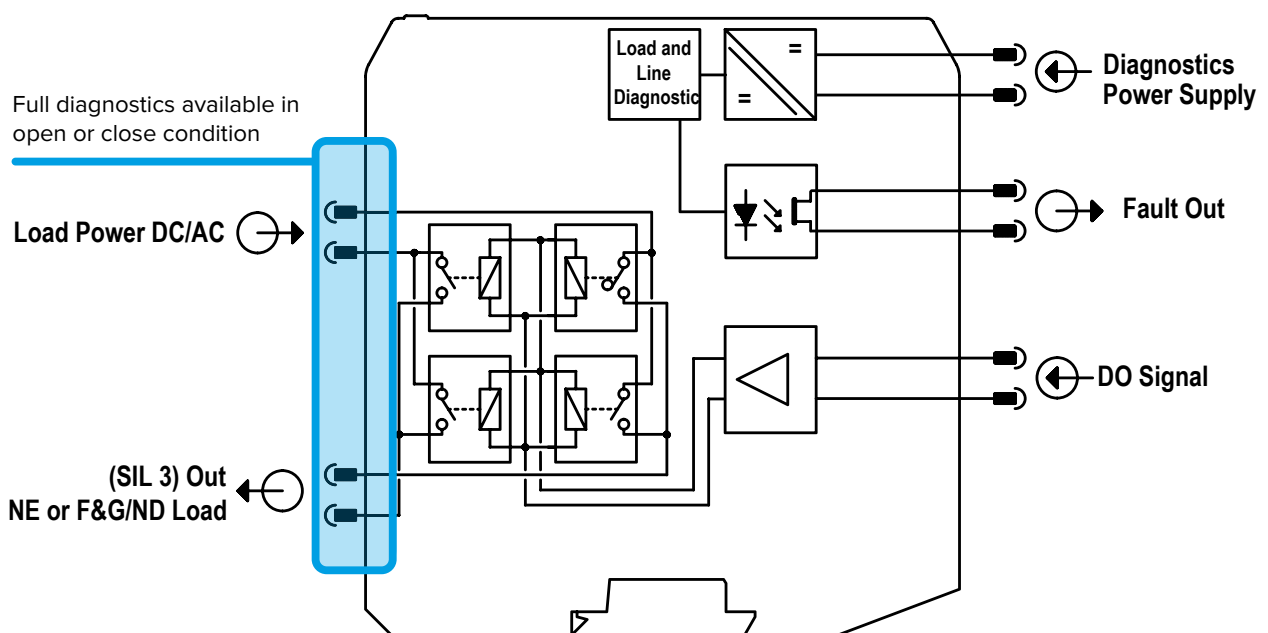 Full diagnostics available in
open or close condition
Load Power DC/AC
(SIL 3) Out
NE or F&G/ND Load
Load and
Line
Diagnostic
=
=
Diagnostics
Power Supply
Fault Out
DO Signal